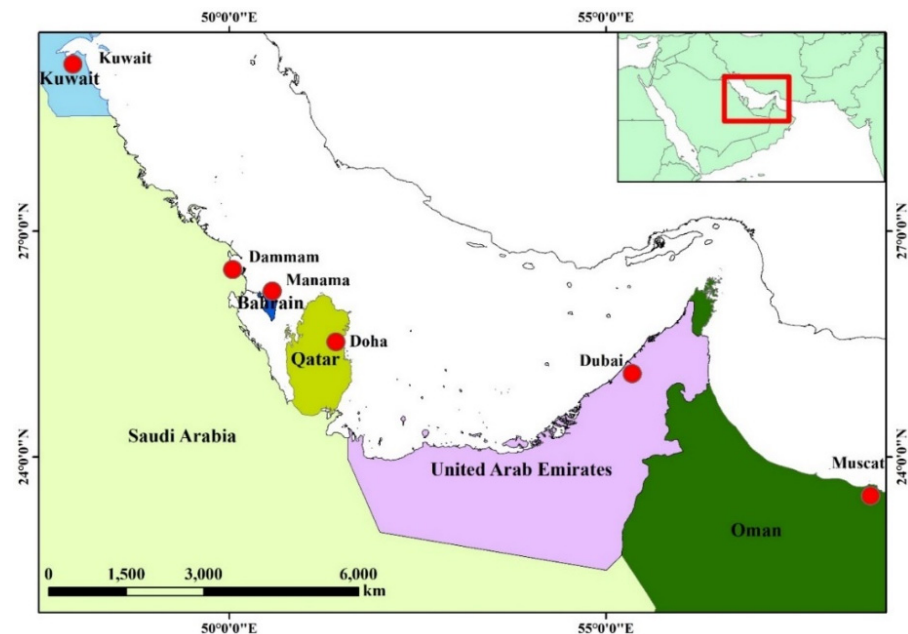 50°0'0"E
55°0'0"E
Kuwait
Kuwait
27°0'0"N
27°0'0"N
Dammam
Manama
Bahrain
Doha
Qatar
Dubai
Saudi Arabia
24°0'0"N
24°0'0"N
United Arab Emirates
Muscat
Oman
0 1,500 3,000 6,000
km
50°0'0"E
55°0'0"E